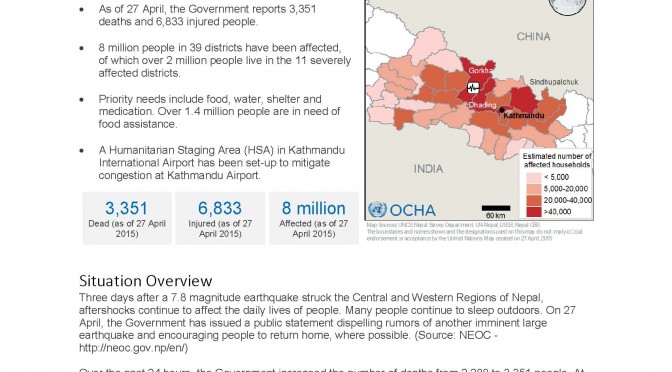 • As of 27 April, the Government reports 3,351
deaths and 6,833 injured people.
• 8 million people in 39 districts have been affected,
of which over 2 million people live in the 11 severely
affected districts.
• Priority needs include food, water, shelter and
medication. Over 1.4 million people are in need of
food assistance.
• A Humanitarian Staging Area (HSA) in Kathmandu
International Airport has been set-up to mitigate
congestion at Kathmandu Airport.
3,351
Dead (as of 27
April 2015)
6,833
Injured (as of 27
April 2015)
8 million
Affected (as of 27
April 2015)
CHINA
Gorkha
Sindhupalchuk
Dhading
Kathmandu
INDIA
Estimated number of
affected households
< 5,000
5,000-20,000
20,000-40,000
>40,000
OCHA
60 km
Map Sources: UNCS, Nepal Survey Department, UN-Nepal, USGS, Nepal CBS
The boundaries and names shown and the designations used on this map do not imply official
endorsement or acceptance by the United Nations. Map created on 27 April, 2015
Situation Overview
Three days after a 7.8 magnitude earthquake struck the Central and Western Regions of Nepal,
aftershocks continue to affect the daily lives of people. Many people continue to sleep outdoors. On 27
April, the Government has issued a public statement dispelling rumors of another imminent large
earthquake and encouraging people to return home, where possible. (Source: NEOC -
http://neoc.gov.np/en/)
Over the past 24 hours, the Government increased the number of deaths from 2,288 to 3,351 people. At